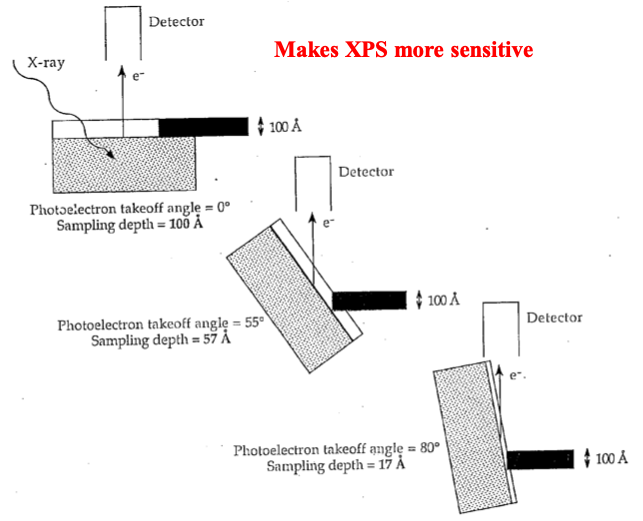 Detector
Makes XPS more sensitive
X-ray
e-
100 Å
Photoelectron takeoff angle = 0°
Sampling depth = 100 Å
Detector
e-
100 Å
Photoelectron takeoff angle = 55°
Sampling depth = 57 Å
Detector
e-.
Photoelectron takeoff angle = 80°
Sampling depth = 17 Å
100 Å